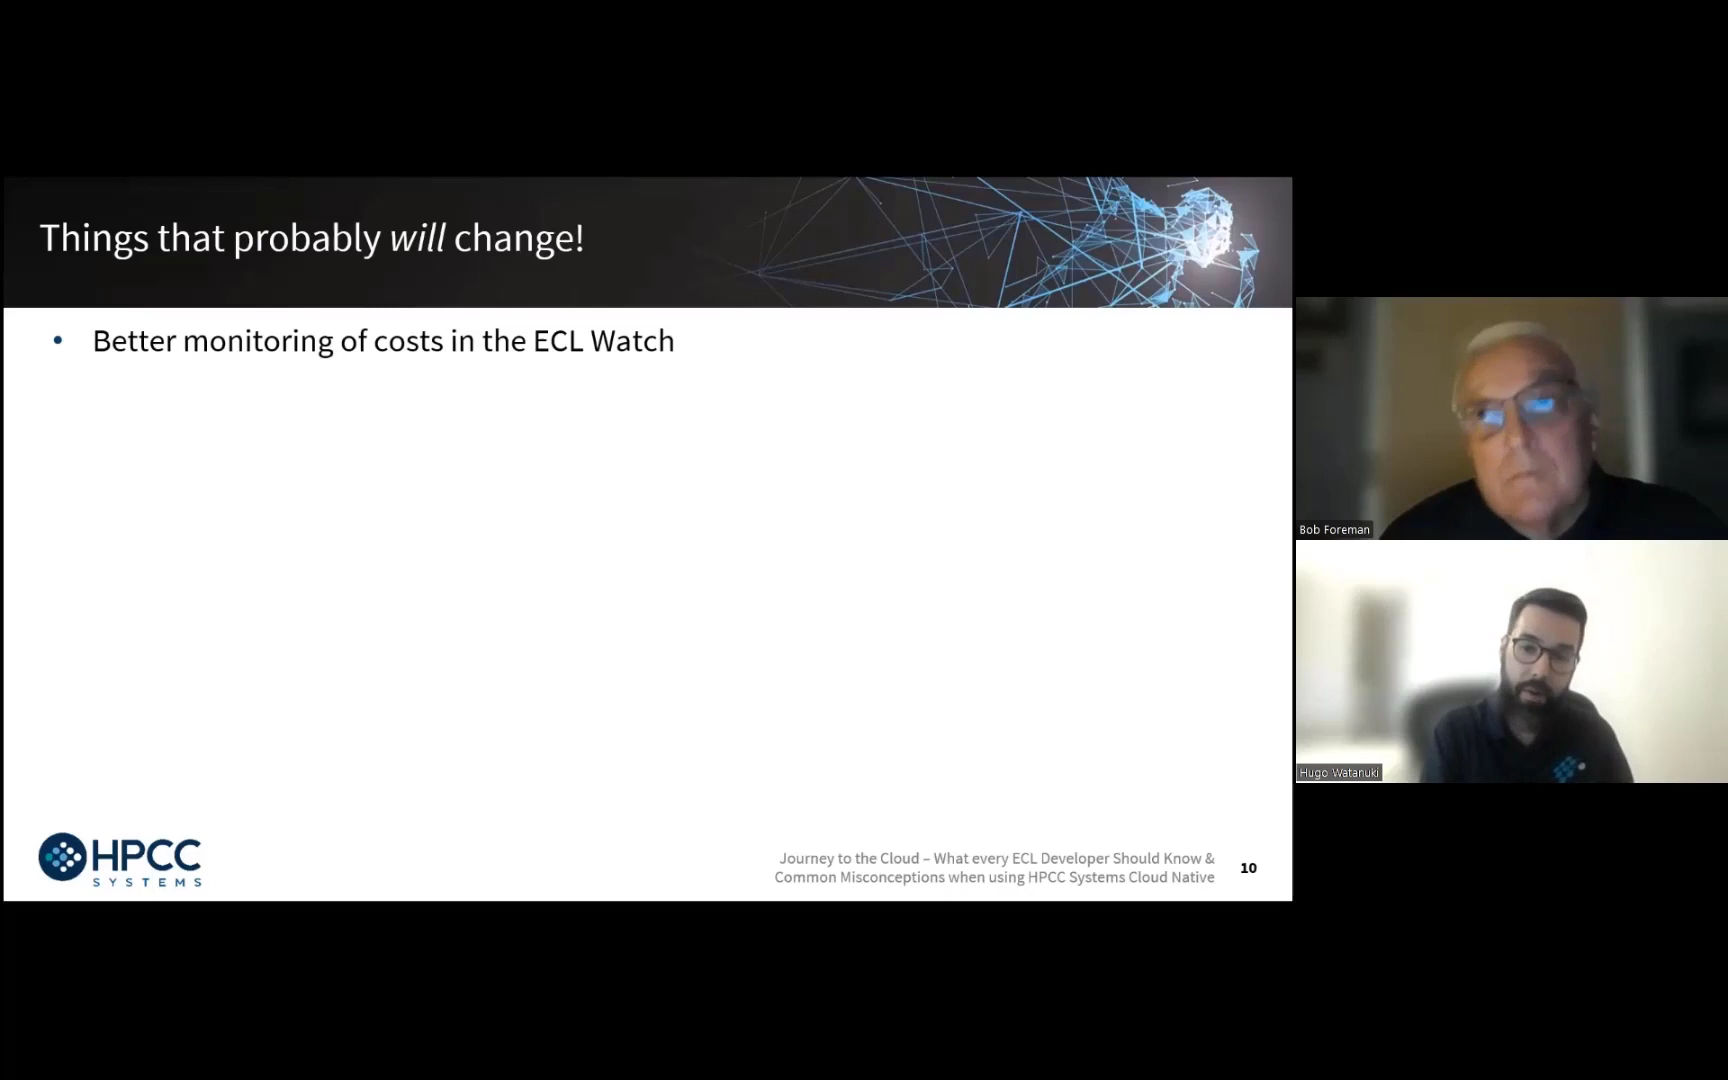 Things that probably will change!
• Better monitoring of costs in the ECL Watch
HPCC
SYSTEMS
Journey to the Cloud – What every ECL Developer Should Know &
Common Misconceptions when using HPCC Systems Cloud Native
10
Bob Foreman
Hugo Watanuki